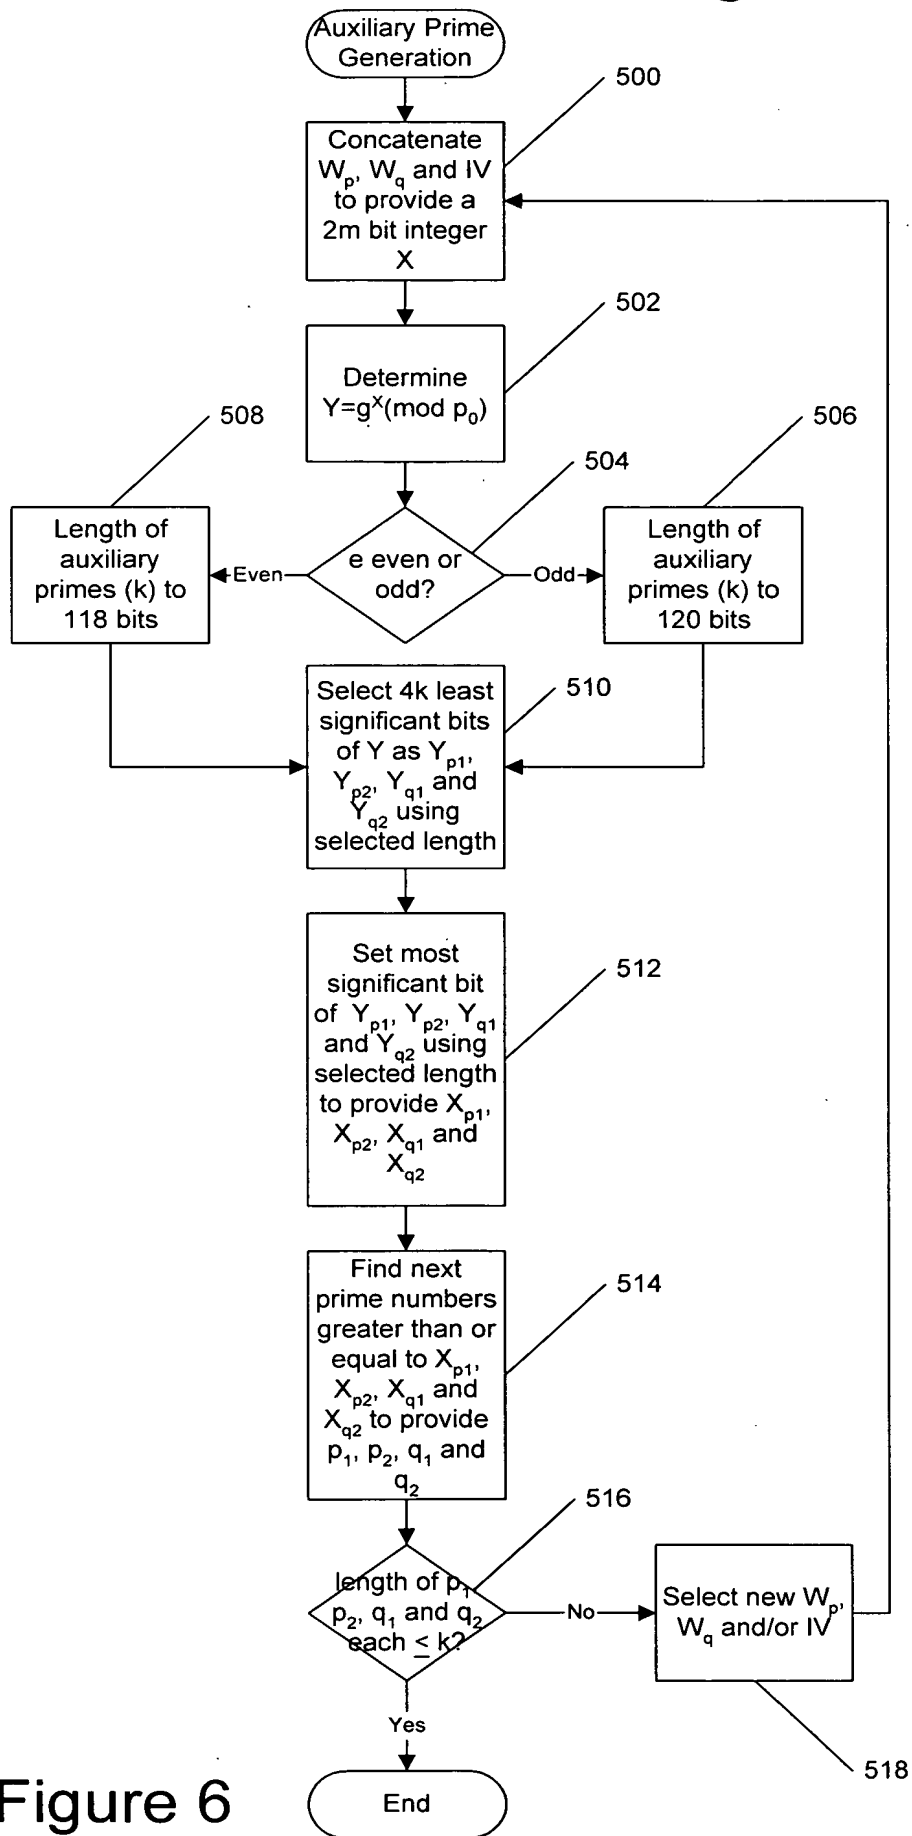 Auxiliary Prime
Generation
500
Concatenate
Wp, Wq and IV
to provide a
2m bit integer
X
502
Determine
Y=g^X(mod p0)
508
506
504
Length of
auxiliary
primes (k) to
118 bits
Even
e even or
odd?
Odd
Length of
auxiliary
primes (k) to
120 bits
510
Select 4k least
significant bits
of Y as Yp1,
Yp2, Yq1 and
Yq2 using
selected length
512
Set most
significant bit
of Yp1, Yp2, Yq1
and Yq2 using
selected length
to provide Xp1,
Xp2, Xq1 and
Xq2
514
Find next
prime numbers
greater than or
equal to Xp1,
Xp2, Xq1 and
Xq2 to provide
p1, p2, q1 and
q2
516
length of p1,
p2, q1 and q2
each ≤ k?
No
Select new Wp,
Wq and/or IV
518
Yes
End
Figure 6